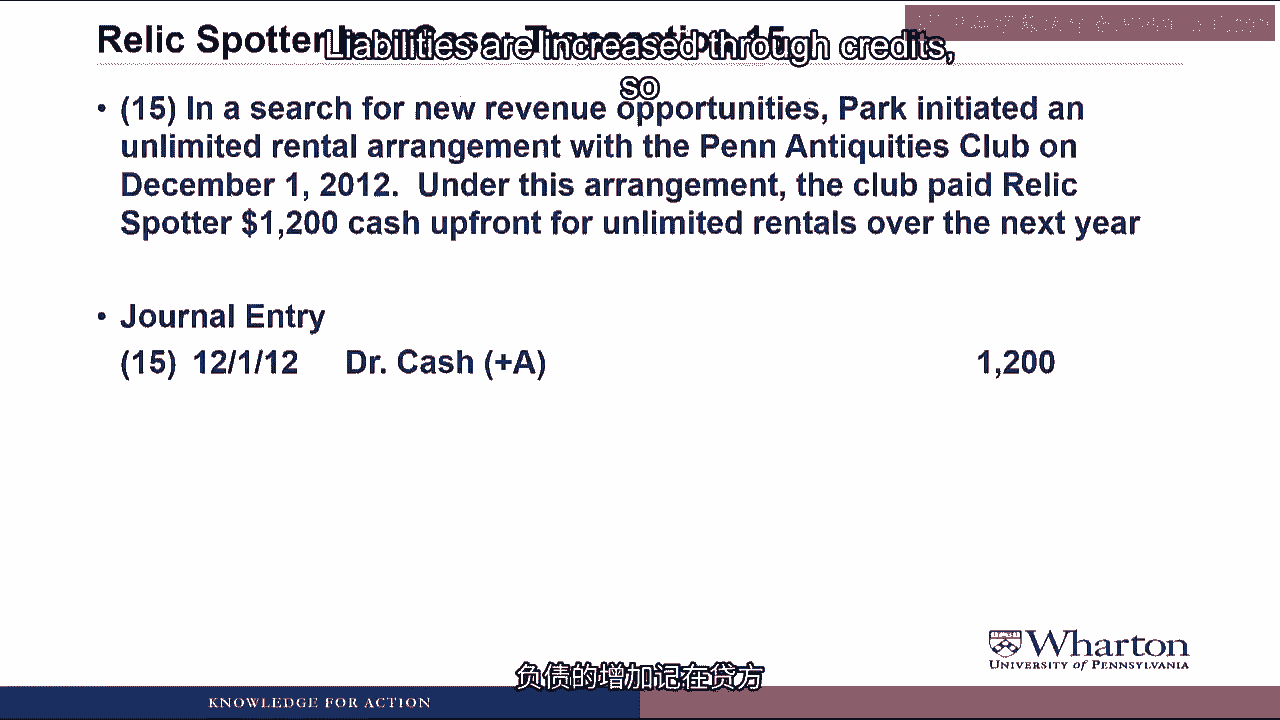 Relic Spotter Inc. Case: Transaction 15
Liabilities are increased through credits,
so
• (15) In a search for new revenue opportunities, Park initiated an
unlimited rental arrangement with the Penn Antiquities Club on
December 1, 2012. Under this arrangement, the club paid Relic
Spotter $1,200 cash upfront for unlimited rentals over the next year
• Journal Entry
(15) 12/1/12 Dr. Cash (+A) 1,200
Wharton
UNIVERSITY of PENNSYLVANIA
负债的增加记在贷方
KNOWLEDGE FOR ACTION